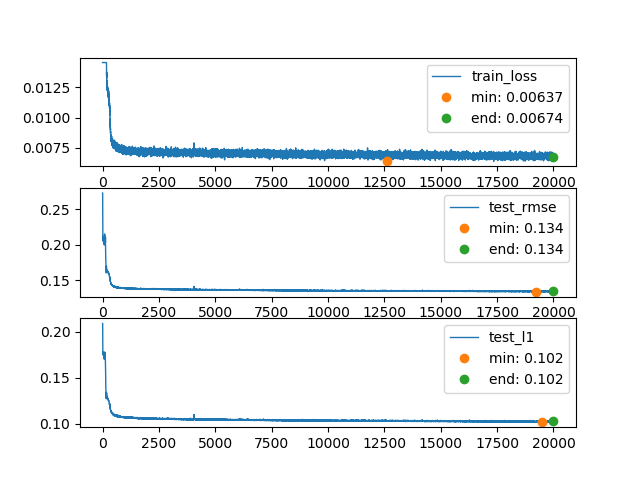 0.0125
0.0100
0.0075
train_loss
min: 0.00637
end: 0.00674
0 2500 5000 7500 10000 12500 15000 17500 20000
0.25
0.20
0.15
test_rmse
min: 0.134
end: 0.134
0 2500 5000 7500 10000 12500 15000 17500 20000
0.20
0.15
0.10
test_l1
min: 0.102
end: 0.102
0 2500 5000 7500 10000 12500 15000 17500 20000